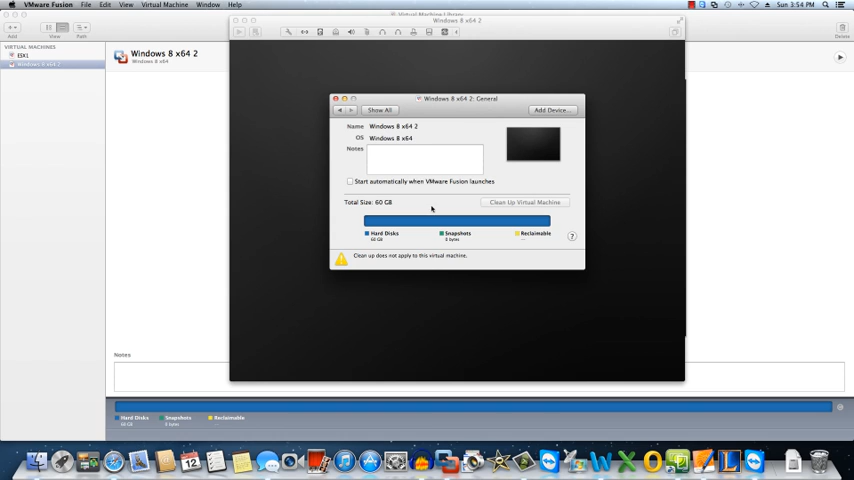 VMware Fusion File Edit View Virtual Machine Window Help
Sun 3:54 PM
Virtual Machine Library
Windows 8 x64 2
Add View Path
Delete
VIRTUAL MACHINES
ESX1
Windows 8 x64 2
Windows 8 x64 2
Windows 8 x64
Windows 8 x64 2: General
Show All
Add Device...
Name Windows 8 x64 2
OS Windows 8 x64
Notes
Start automatically when VMware Fusion launches
Total Size: 60 GB
Clean Up Virtual Machine
Hard Disks Snapshots Reclaimable
60 GB 0 bytes —
?
Clean up does not apply to this virtual machine.
Notes
Hard Disks Snapshots Reclaimable
60 GB
12